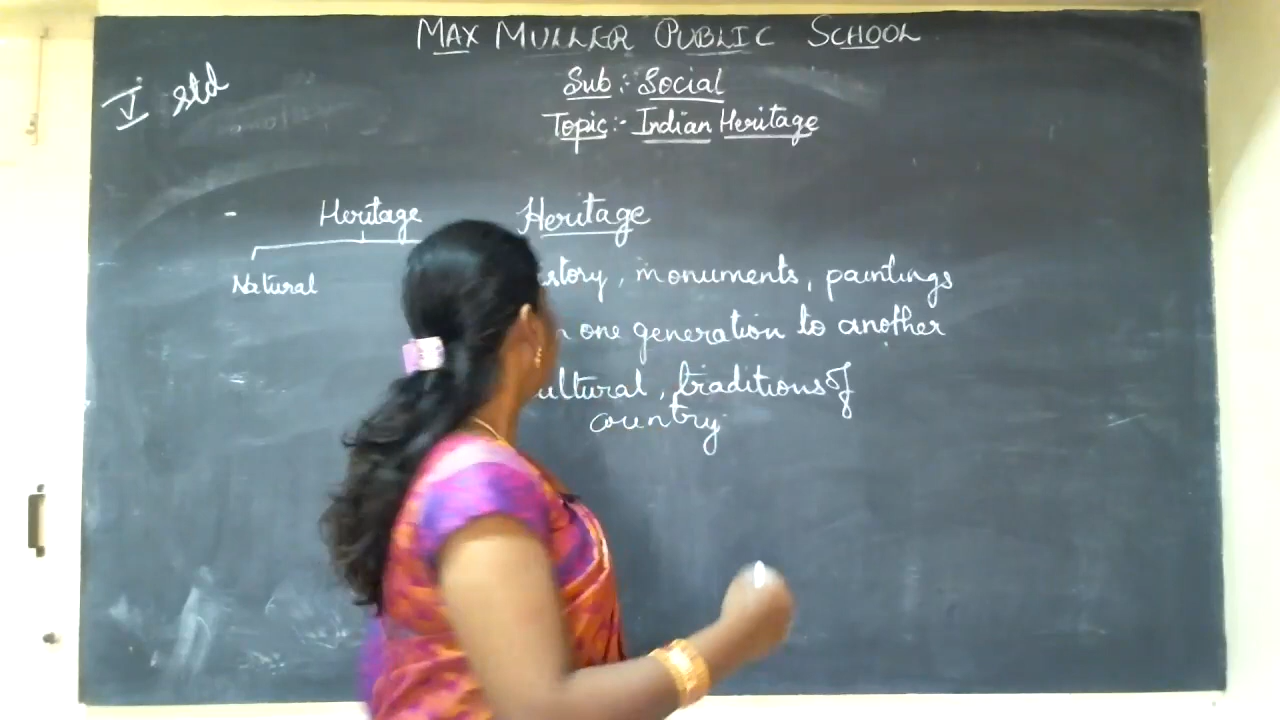 MAX MULLER PUBLIC SCHOOL
V std
Sub:- Social
Topic:- Indian Heritage
- Heritage
Natural
Heritage
story, monuments, paintings
one generation to another
ultural, traditions of
country